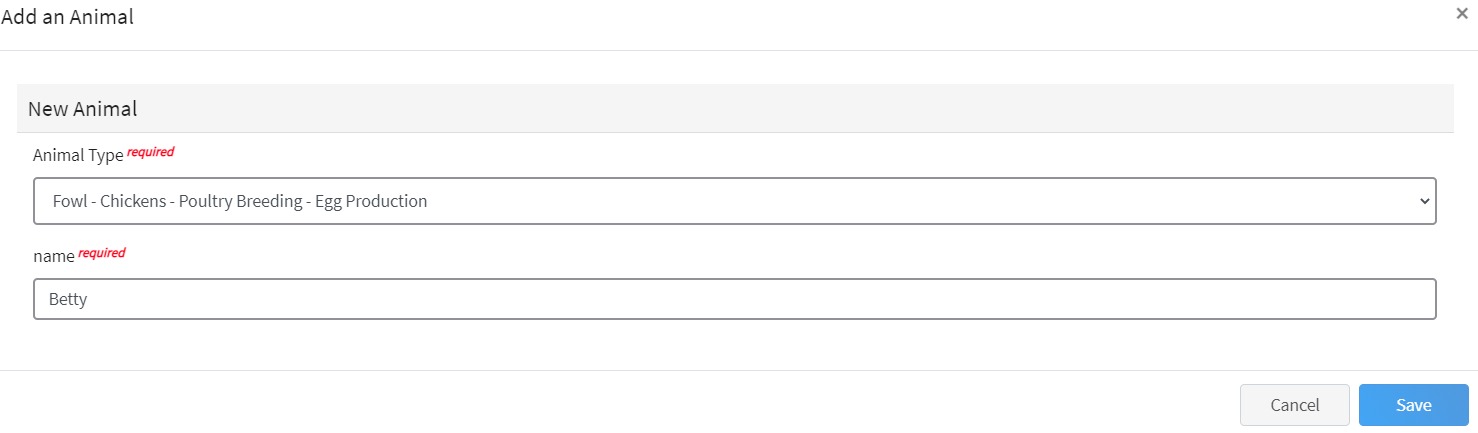 Add an Animal ×
New Animal
Animal Type required
Fowl - Chickens - Poultry Breeding - Egg Production
name required
Betty
Cancel Save